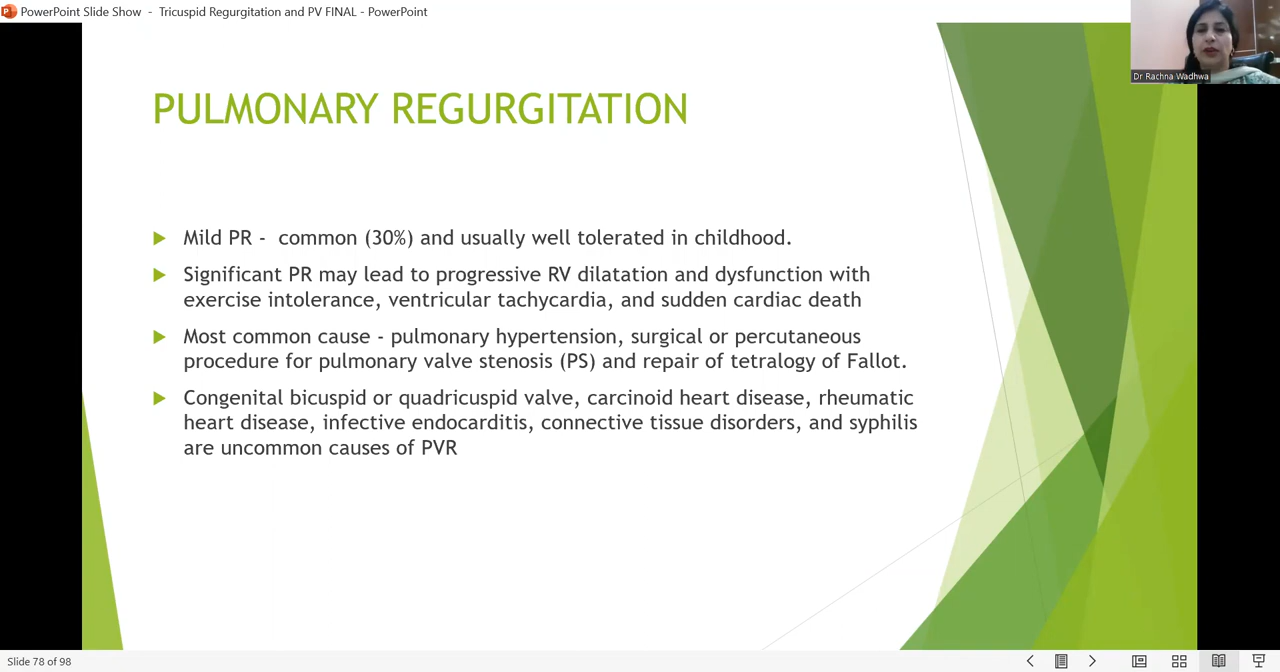 PowerPoint Slide Show - Tricuspid Regurgitation and PV FINAL - PowerPoint
Dr Rachna Wadhwa
PULMONARY REGURGITATION
Mild PR - common (30%) and usually well tolerated in childhood.
Significant PR may lead to progressive RV dilatation and dysfunction with
exercise intolerance, ventricular tachycardia, and sudden cardiac death
Most common cause - pulmonary hypertension, surgical or percutaneous
procedure for pulmonary valve stenosis (PS) and repair of tetralogy of Fallot.
Congenital bicuspid or quadricuspid valve, carcinoid heart disease, rheumatic
heart disease, infective endocarditis, connective tissue disorders, and syphilis
are uncommon causes of PVR
Slide 78 of 98